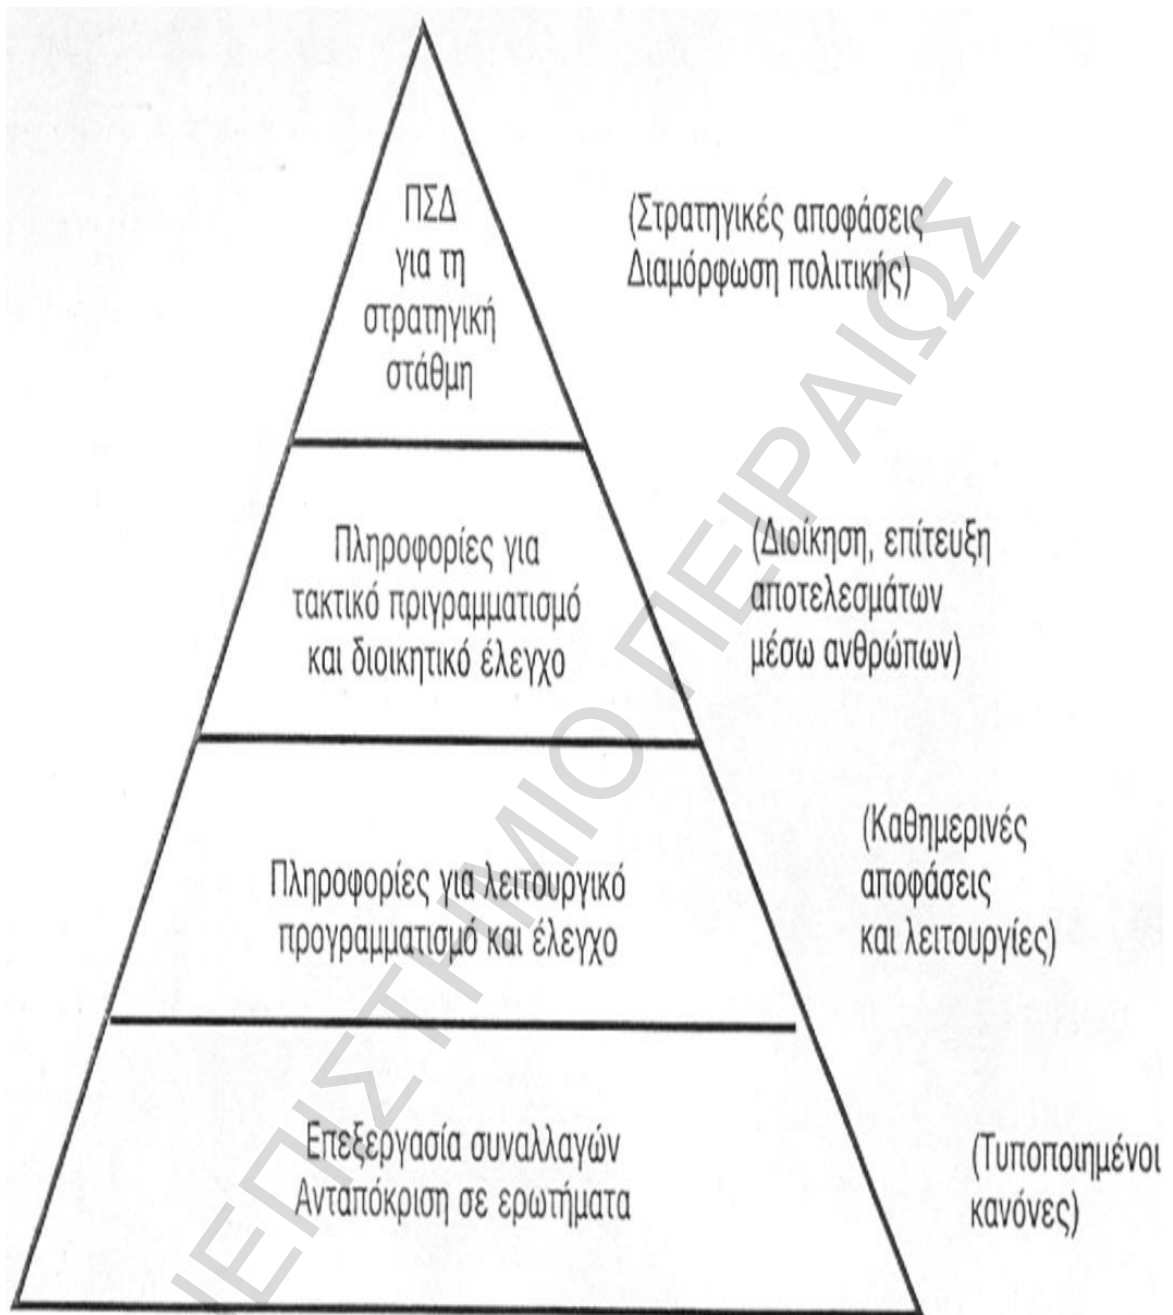 ΠΣΔ
για τη
στρατηγική
στάθμη
(Στρατηγικές αποφάσεις
Διαμόρφωση πολιτικής)
Πληροφορίες για
τακτικό πριγραμματισμό
και διοικητικό έλεγχο
(Διοίκηση, επίτευξη
αποτελεσμάτων
μέσω ανθρώπων)
Πληροφορίες για λειτουργικό
προγραμματισμό και έλεγχο
(Καθημερινές
αποφάσεις
και λειτουργίες)
Επεξεργασία συναλλαγών
Ανταπόκριση σε ερωτήματα
(Τυποποιημένοι
κανόνες)
ΠΕΙΡΑΙΩΣ